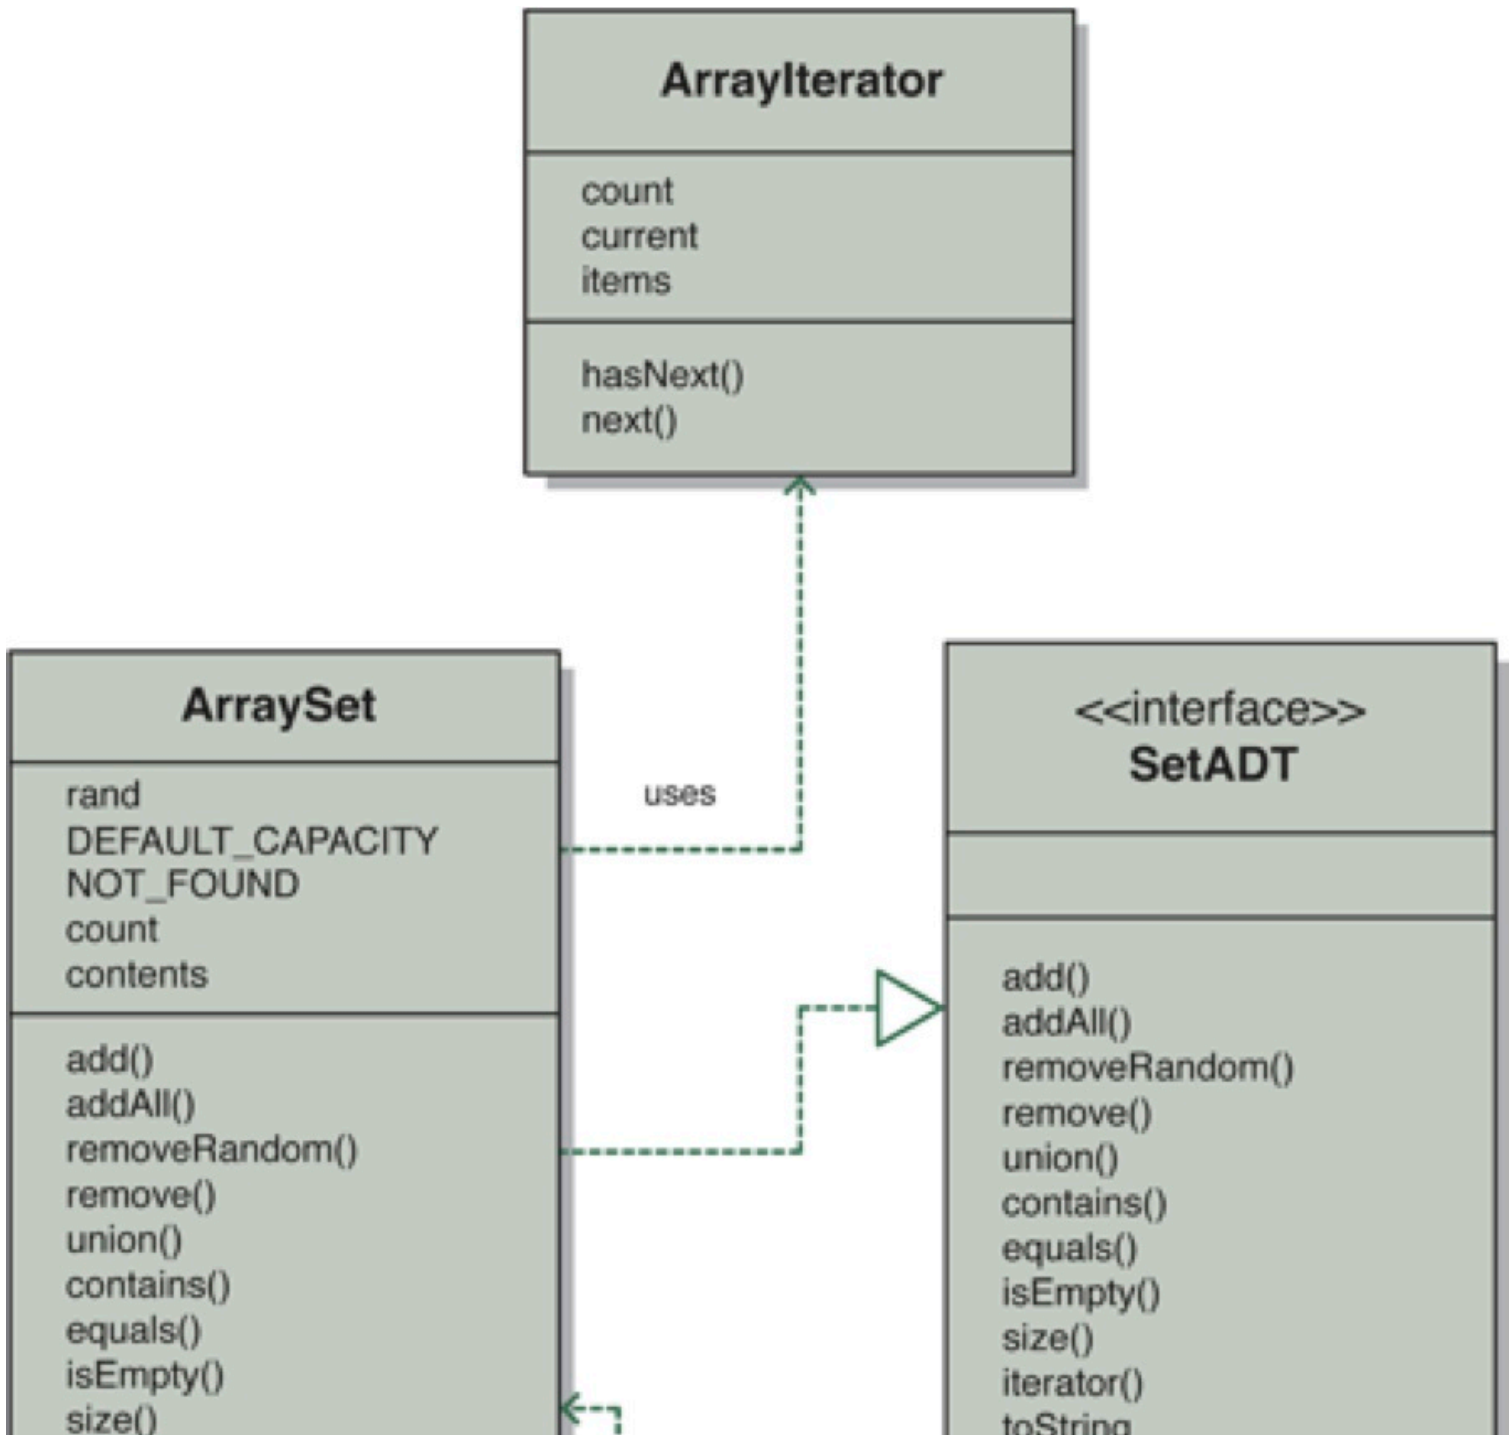 ArrayIterator
count
current
items
hasNext()
next()
ArraySet
rand
DEFAULT_CAPACITY
NOT_FOUND
count
contents
add()
addAll()
removeRandom()
remove()
union()
contains()
equals()
isEmpty()
size()
uses
<<interface>>
SetADT
add()
addAll()
removeRandom()
remove()
union()
contains()
equals()
isEmpty()
size()
iterator()
toString